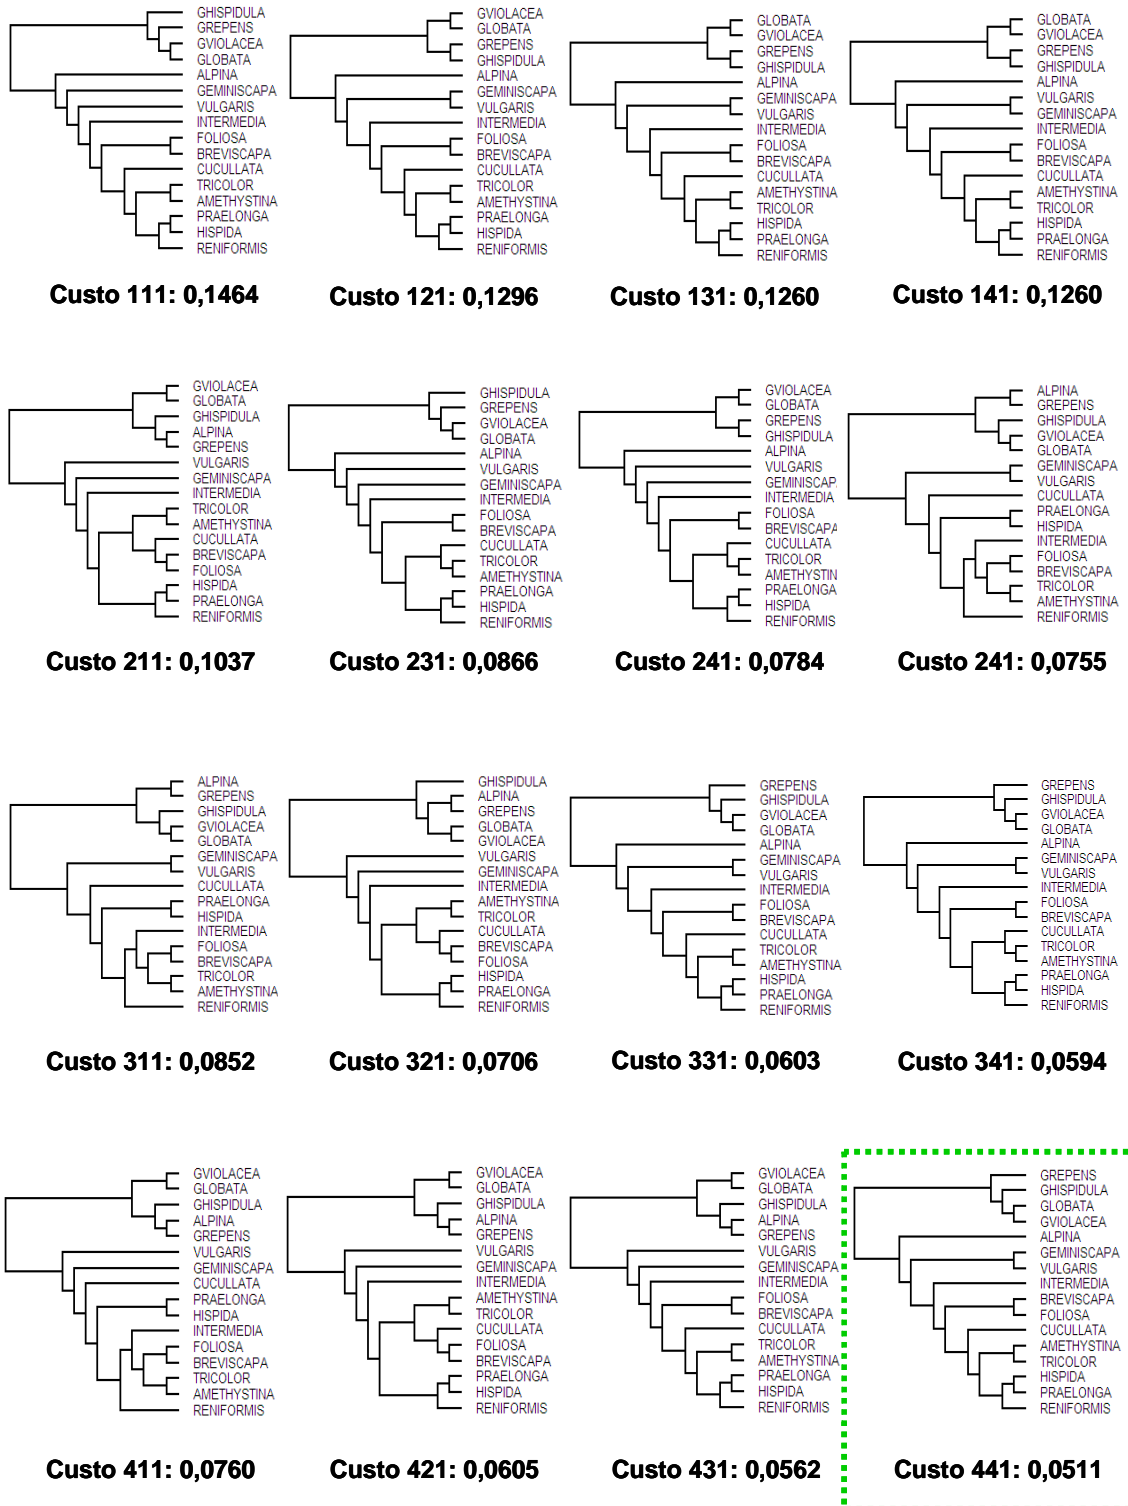 GHISPIDULA
GREPENS
GVIOLACEA
GLOBATA
ALPINA
GEMINISCAPA
VULGARIS
INTERMEDIA
FOLIOSA
BREVISCAPA
CUCULLATA
TRICOLOR
AMETHYSTINA
PRAELONGA
HISPIDA
RENIFORMIS
Custo 111: 0,1464
GVIOLACEA
GLOBATA
GREPENS
GHISPIDULA
ALPINA
GEMINISCAPA
VULGARIS
INTERMEDIA
FOLIOSA
BREVISCAPA
CUCULLATA
TRICOLOR
AMETHYSTINA
PRAELONGA
HISPIDA
RENIFORMIS
Custo 121: 0,1296
GLOBATA
GVIOLACEA
GREPENS
GHISPIDULA
ALPINA
GEMINISCAPA
VULGARIS
INTERMEDIA
FOLIOSA
BREVISCAPA
CUCULLATA
AMETHYSTINA
TRICOLOR
HISPIDA
PRAELONGA
RENIFORMIS
Custo 131: 0,1260
GLOBATA
GVIOLACEA
GREPENS
GHISPIDULA
ALPINA
VULGARIS
GEMINISCAPA
INTERMEDIA
FOLIOSA
BREVISCAPA
CUCULLATA
AMETHYSTINA
TRICOLOR
HISPIDA
PRAELONGA
RENIFORMIS
Custo 141: 0,1260
GVIOLACEA
GLOBATA
GHISPIDULA
ALPINA
GREPENS
VULGARIS
GEMINISCAPA
INTERMEDIA
TRICOLOR
AMETHYSTINA
CUCULLATA
BREVISCAPA
FOLIOSA
HISPIDA
PRAELONGA
RENIFORMIS
Custo 211: 0,1037
GHISPIDULA
GREPENS
GVIOLACEA
GLOBATA
ALPINA
VULGARIS
GEMINISCAPA
INTERMEDIA
FOLIOSA
BREVISCAPA
CUCULLATA
TRICOLOR
AMETHYSTINA
PRAELONGA
HISPIDA
RENIFORMIS
Custo 231: 0,0866
GVIOLACEA
GLOBATA
GREPENS
GHISPIDULA
ALPINA
VULGARIS
GEMINISCAP
INTERMEDIA
FOLIOSA
BREVISCAPA
CUCULLATA
TRICOLOR
AMETHYSTIN
PRAELONGA
HISPIDA
RENIFORMIS
Custo 241: 0,0784
ALPINA
GREPENS
GHISPIDULA
GVIOLACEA
GLOBATA
GEMINISCAPA
VULGARIS
CUCULLATA
PRAELONGA
HISPIDA
INTERMEDIA
FOLIOSA
BREVISCAPA
TRICOLOR
AMETHYSTINA
RENIFORMIS
Custo 241: 0,0755
ALPINA
GREPENS
GHISPIDULA
GVIOLACEA
GLOBATA
GEMINISCAPA
VULGARIS
CUCULLATA
PRAELONGA
HISPIDA
INTERMEDIA
FOLIOSA
BREVISCAPA
TRICOLOR
AMETHYSTINA
RENIFORMIS
Custo 311: 0,0852
GHISPIDULA
ALPINA
GREPENS
GLOBATA
GVIOLACEA
VULGARIS
GEMINISCAPA
INTERMEDIA
AMETHYSTINA
TRICOLOR
CUCULLATA
BREVISCAPA
FOLIOSA
HISPIDA
PRAELONGA
RENIFORMIS
Custo 321: 0,0706
GREPENS
GHISPIDULA
GVIOLACEA
GLOBATA
ALPINA
GEMINISCAPA
VULGARIS
INTERMEDIA
FOLIOSA
BREVISCAPA
CUCULLATA
TRICOLOR
AMETHYSTINA
HISPIDA
PRAELONGA
RENIFORMIS
Custo 331: 0,0603
GREPENS
GHISPIDULA
GVIOLACEA
GLOBATA
ALPINA
GEMINISCAPA
VULGARIS
INTERMEDIA
FOLIOSA
BREVISCAPA
CUCULLATA
TRICOLOR
AMETHYSTINA
PRAELONGA
HISPIDA
RENIFORMIS
Custo 341: 0,0594
GVIOLACEA
GLOBATA
GHISPIDULA
ALPINA
GREPENS
VULGARIS
GEMINISCAPA
CUCULLATA
PRAELONGA
HISPIDA
INTERMEDIA
FOLIOSA
BREVISCAPA
TRICOLOR
AMETHYSTINA
RENIFORMIS
Custo 411: 0,0760
GVIOLACEA
GLOBATA
GHISPIDULA
ALPINA
GREPENS
VULGARIS
GEMINISCAPA
INTERMEDIA
AMETHYSTINA
TRICOLOR
CUCULLATA
FOLIOSA
BREVISCAPA
PRAELONGA
HISPIDA
RENIFORMIS
Custo 421: 0,0605
GVIOLACEA
GLOBATA
GHISPIDULA
ALPINA
GREPENS
VULGARIS
GEMINISCAPA
INTERMEDIA
FOLIOSA
BREVISCAPA
CUCULLATA
TRICOLOR
AMETHYSTINA
PRAELONGA
HISPIDA
RENIFORMIS
Custo 431: 0,0562
GREPENS
GHISPIDULA
GLOBATA
GVIOLACEA
ALPINA
GEMINISCAPA
VULGARIS
INTERMEDIA
BREVISCAPA
FOLIOSA
CUCULLATA
AMETHYSTINA
TRICOLOR
HISPIDA
PRAELONGA
RENIFORMIS
Custo 441: 0,0511